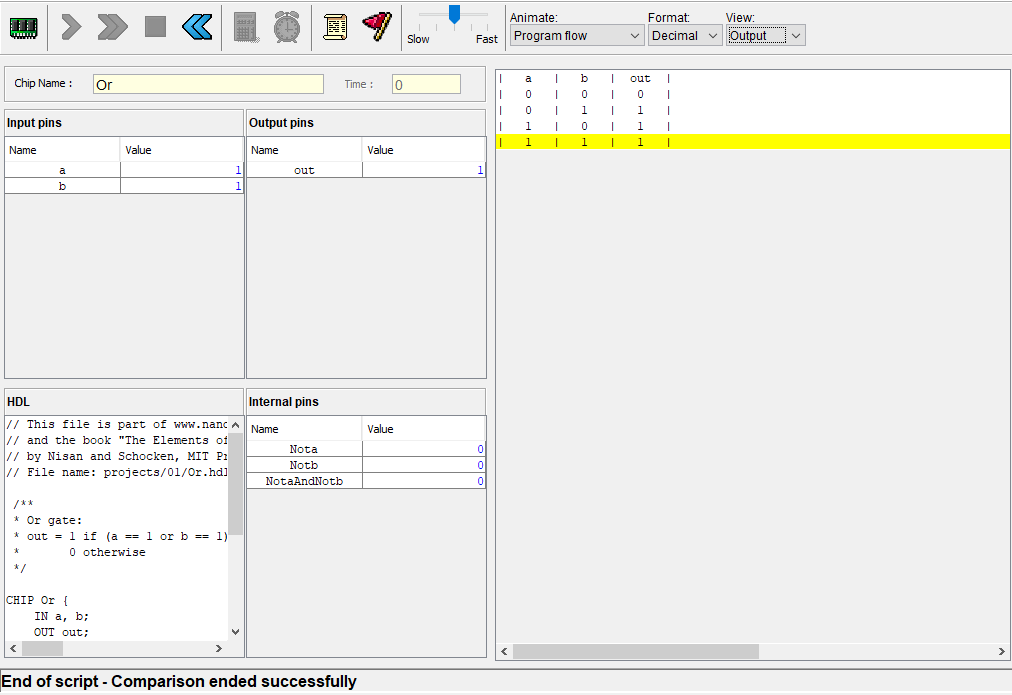 Slow Fast
Animate: Format: View:
Program flow Decimal Output
Chip Name : Or Time : 0
Input pins
Name Value
a 1
b 1
Output pins
Name Value
out 1
HDL
// This file is part of www.nand
// and the book "The Elements of
// by Nisan and Schocken, MIT Pr
// File name: projects/01/Or.hdl
/**
* Or gate:
* out = 1 if (a == 1 or b == 1)
* 0 otherwise
*/
CHIP Or {
IN a, b;
OUT out;
Internal pins
Name Value
Nota 0
Notb 0
NotaAndNotb 0
| a | b | out |
| 0 | 0 | 0 |
| 0 | 1 | 1 |
| 1 | 0 | 1 |
| 1 | 1 | 1 |
End of script - Comparison ended successfully